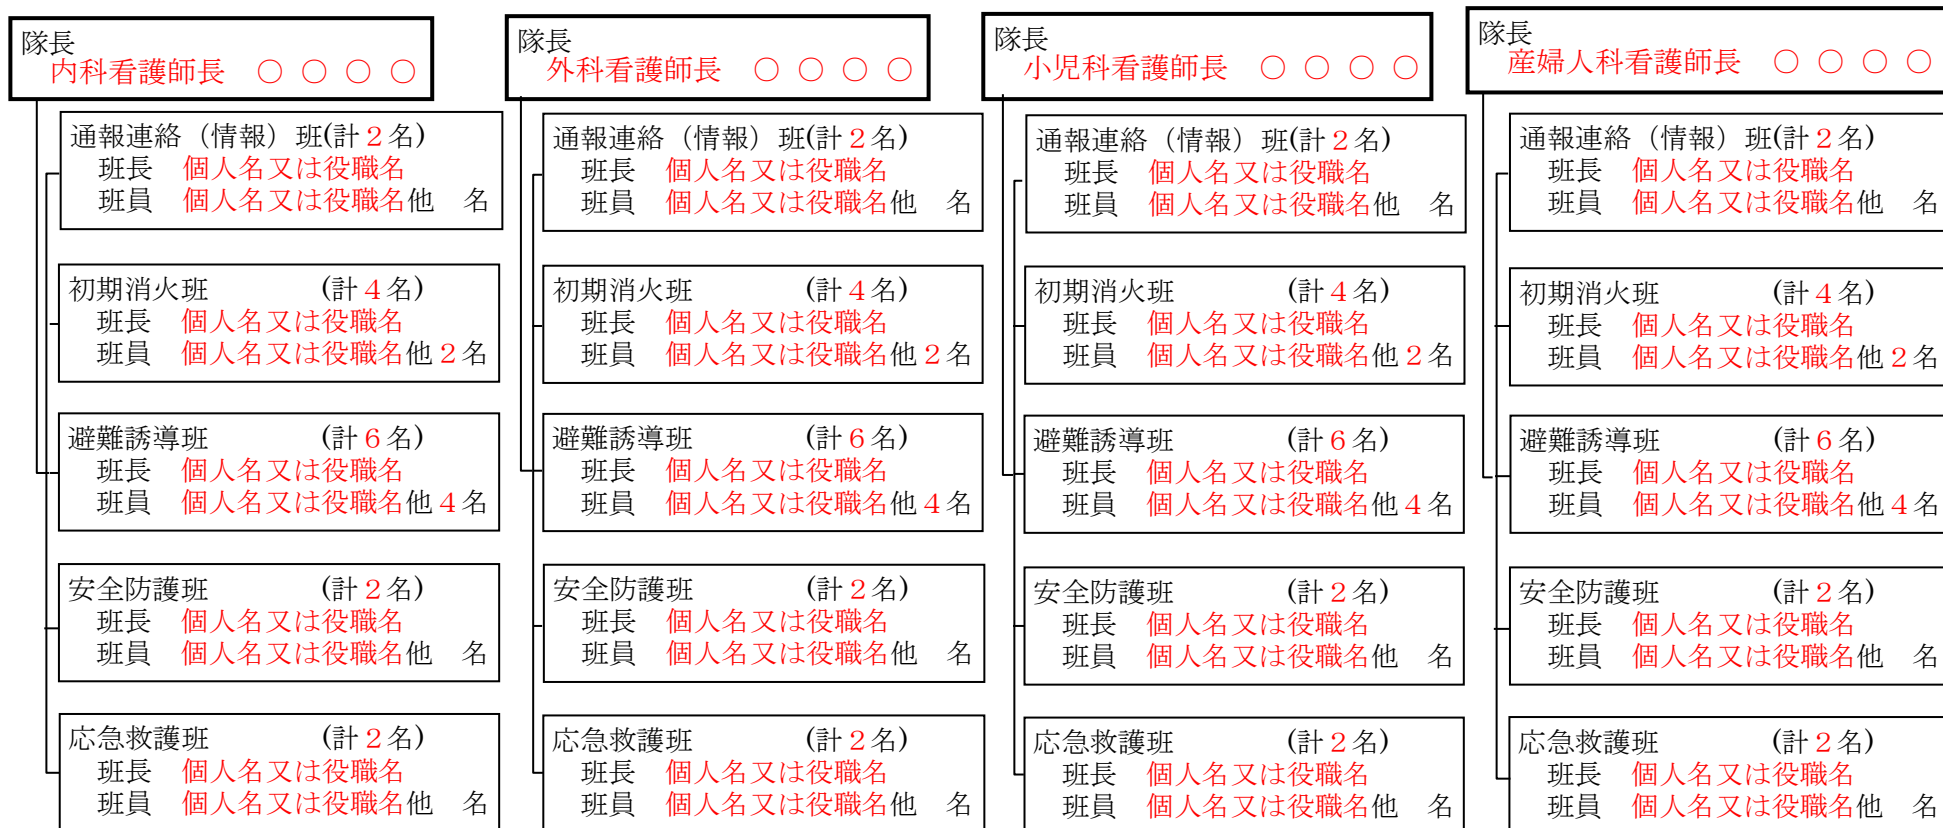 隊長
内科看護師長 ○ ○ ○ ○
通報連絡（情報）班(計２名)
班長 個人名又は役職名
班員 個人名又は役職名他 名
初期消火班 (計４名)
班長 個人名又は役職名
班員 個人名又は役職名他２名
避難誘導班 (計６名)
班長 個人名又は役職名
班員 個人名又は役職名他４名
安全防護班 (計２名)
班長 個人名又は役職名
班員 個人名又は役職名他 名
応急救護班 (計２名)
班長 個人名又は役職名
班員 個人名又は役職名他 名
隊長
外科看護師長 ○ ○ ○ ○
通報連絡（情報）班(計２名)
班長 個人名又は役職名
班員 個人名又は役職名他 名
初期消火班 (計４名)
班長 個人名又は役職名
班員 個人名又は役職名他２名
避難誘導班 (計６名)
班長 個人名又は役職名
班員 個人名又は役職名他４名
安全防護班 (計２名)
班長 個人名又は役職名
班員 個人名又は役職名他 名
応急救護班 (計２名)
班長 個人名又は役職名
班員 個人名又は役職名他 名
隊長
小児科看護師長 ○ ○ ○ ○
通報連絡（情報）班(計２名)
班長 個人名又は役職名
班員 個人名又は役職名他 名
初期消火班 (計４名)
班長 個人名又は役職名
班員 個人名又は役職名他２名
避難誘導班 (計６名)
班長 個人名又は役職名
班員 個人名又は役職名他４名
安全防護班 (計２名)
班長 個人名又は役職名
班員 個人名又は役職名他 名
応急救護班 (計２名)
班長 個人名又は役職名
班員 個人名又は役職名他 名
隊長
産婦人科看護師長 ○ ○ ○ ○
通報連絡（情報）班(計２名)
班長 個人名又は役職名
班員 個人名又は役職名他 名
初期消火班 (計４名)
班長 個人名又は役職名
班員 個人名又は役職名他２名
避難誘導班 (計６名)
班長 個人名又は役職名
班員 個人名又は役職名他４名
安全防護班 (計２名)
班長 個人名又は役職名
班員 個人名又は役職名他 名
応急救護班 (計２名)
班長 個人名又は役職名
班員 個人名又は役職名他 名